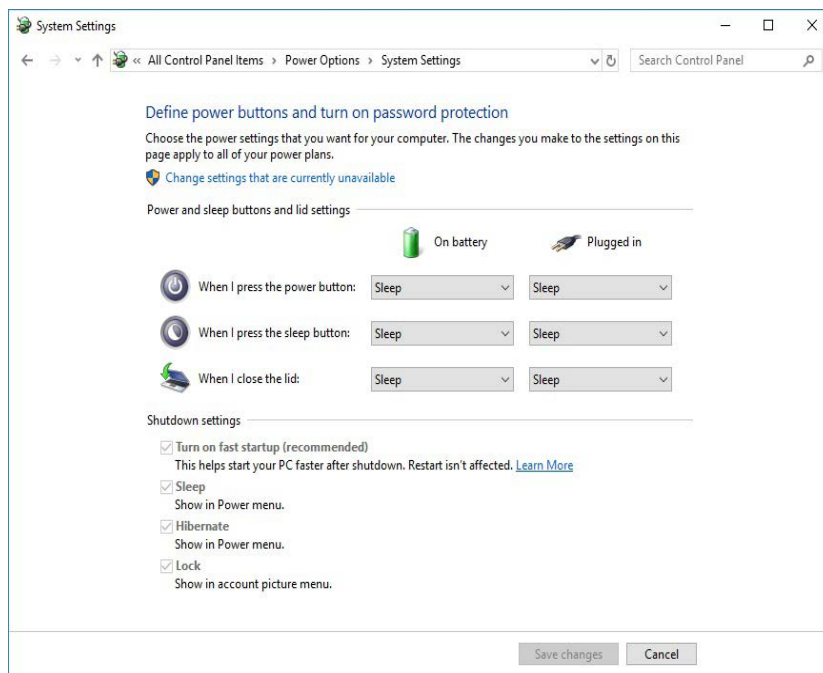 System Settings
« All Control Panel Items › Power Options › System Settings
Search Control Panel
Define power buttons and turn on password protection
Choose the power settings that you want for your computer. The changes you make to the settings on this
page apply to all of your power plans.
Change settings that are currently unavailable
Power and sleep buttons and lid settings
On battery Plugged in
When I press the power button: Sleep Sleep
When I press the sleep button: Sleep Sleep
When I close the lid: Sleep Sleep
Shutdown settings
Turn on fast startup (recommended)
This helps start your PC faster after shutdown. Restart isn't affected. Learn More
Sleep
Show in Power menu.
Hibernate
Show in Power menu.
Lock
Show in account picture menu.
Save changes Cancel